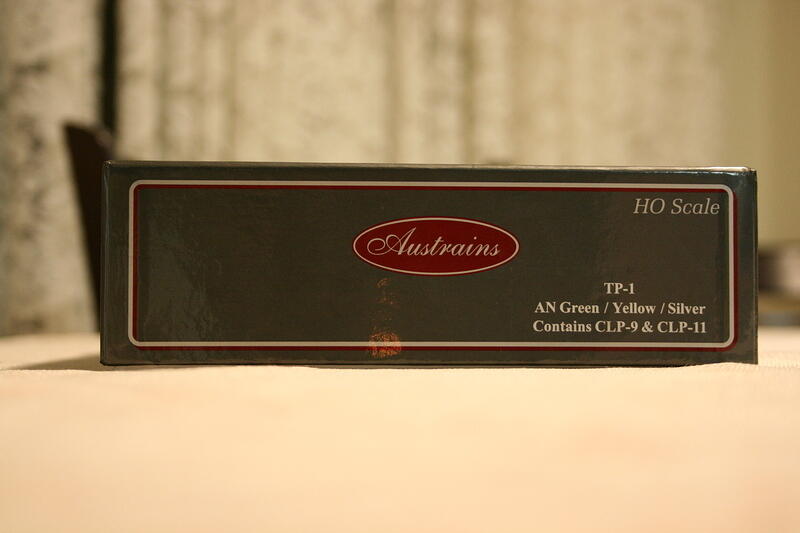 HO Scale
Austrains
TP-1
AN Green / Yellow / Silver
Contains CLP-9 & CLP-11